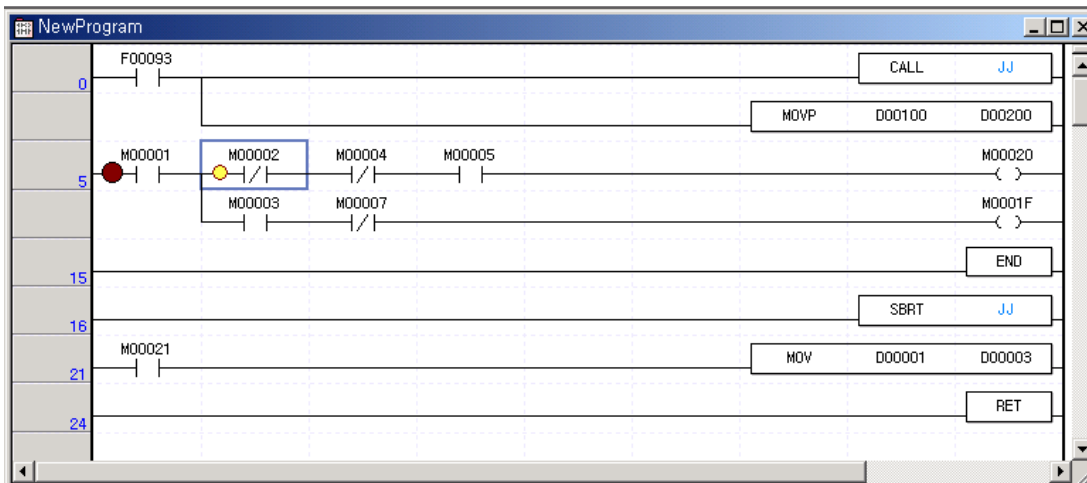 NewProgram
F00093
CALL JJ
0
MOVP D00100 D00200
M00001 M00002 M00004 M00005 M00020
5
M00003 M00007 M0001F
END
15
SBRT JJ
16
M00021
MOV D00001 D00003
21
RET
24